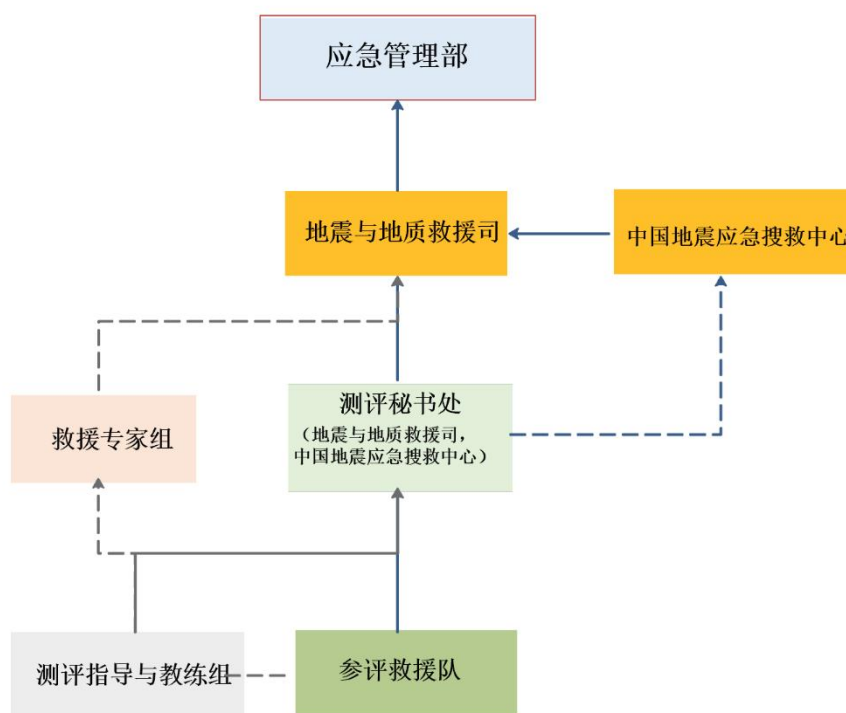 应急管理部
地震与地质救援司
中国地震应急搜救中心
测评秘书处
（地震与地质救援司，
中国地震应急搜救中心）
救援专家组
测评指导与教练组
参评救援队